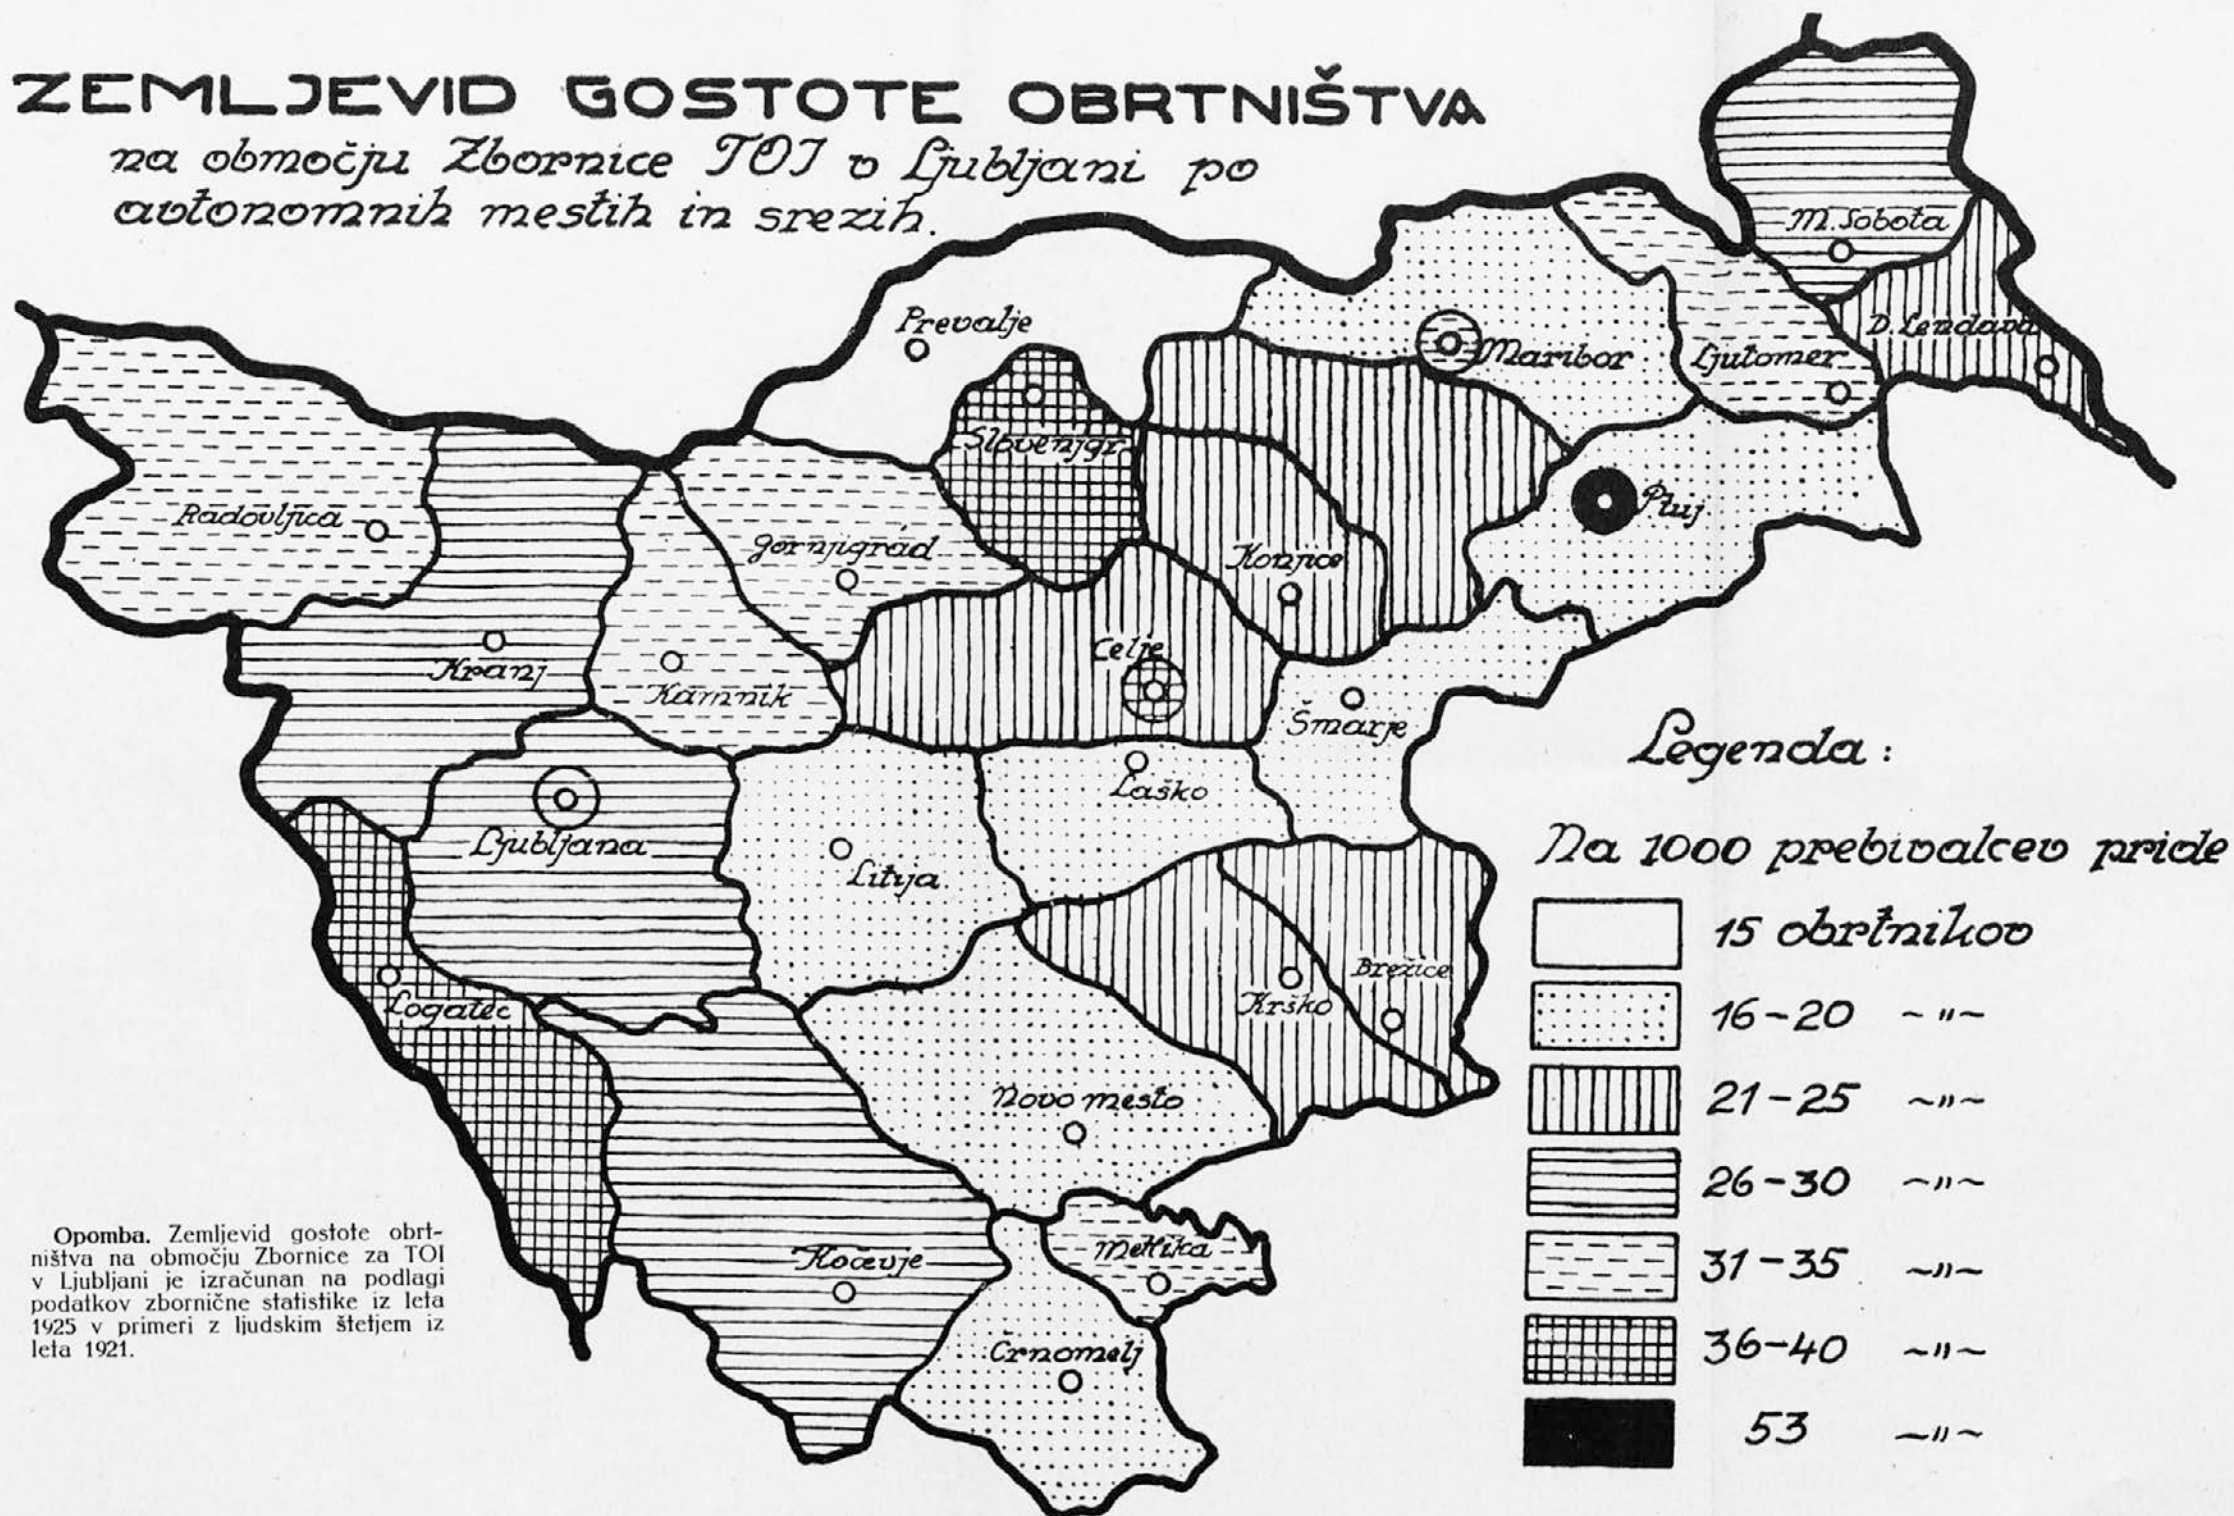 ZEMLJEVID GOSTOTE OBRTNIŠTVA
na območju Zbornice TOI v Ljubljani po
avtonomnih mestih in srezih.
M. Sobota
Prevalje
D. Lendava
Maribor
Ljutomer
Slovenjgr.
Ptuj
Radovljica
Gornjigrad
Konjice
Kranj
Celje
Kamnik
Šmarje
Laško
Ljubljana
Litija
Brežice
Krško
Logatec
Novo mesto
Metlika
Kočevje
Črnomelj
Legenda:
Na 1000 prebivalcev pride
15 obrtnikov
16-20 ~"~
21-25 ~"~
26-30 ~"~
31-35 ~"~
36-40 ~"~
53 ~"~
Opomba. Zemljevid gostote obrt-
ništva na območju Zbornice za TOI
v Ljubljani je izračunan na podlagi
podatkov zbornične statistike iz leta
1925 v primeri z ljudskim štetjem iz
leta 1921.